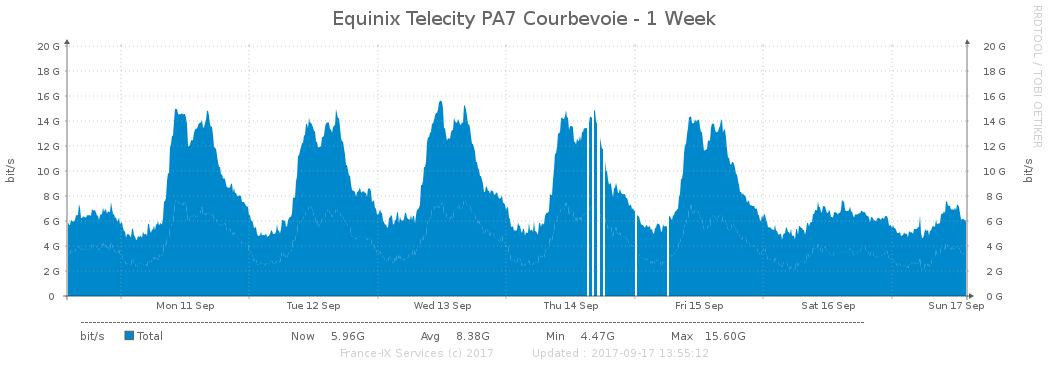 Equinix Telecity PA7 Courbevoie - 1 Week
RRDTOOL / TOBI OETIKER
bit/s
20 G 20 G
18 G 18 G
16 G 16 G
14 G 14 G
12 G 12 G
10 G 10 G
8 G 8 G
6 G 6 G
4 G 4 G
2 G 2 G
0 0 G
bit/s
Mon 11 Sep Tue 12 Sep Wed 13 Sep Thu 14 Sep Fri 15 Sep Sat 16 Sep Sun 17 Sep
bit/s Total Now 5.96G Avg 8.38G Min 4.47G Max 15.60G
France-IX Services (c) 2017 Updated : 2017-09-17 13:55:12